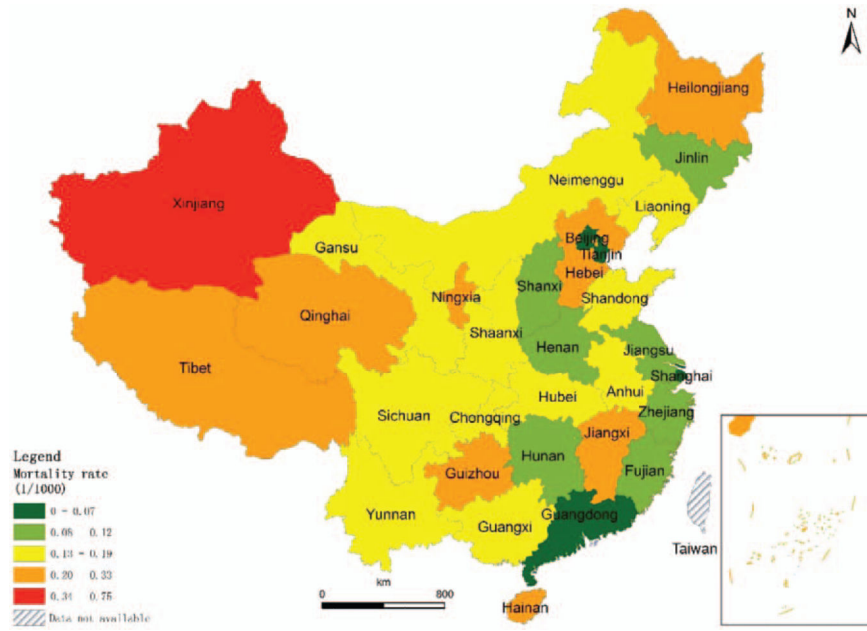 N
Heilongjiang
Jinlin
Neimenggu
Liaoning
Xinjiang
Gansu
Beijing
Tianjin
Hebei
Shanxi
Shandong
Ningxia
Qinghai
Shaanxi
Henan
Jiangsu
Tibet
Shanghai
Anhui
Hubei
Zhejiang
Sichuan
Chongqing
Jiangxi
Hunan
Fujian
Guizhou
Yunnan
Guangxi
Guangdong
Taiwan
Hainan
Legend
Mortality rate
(1/1000)
0 - 0.07
0.08 0.12
0.13 - 0.19
0.20 0.33
0.34 0.75
Data not available
km
0 400 800